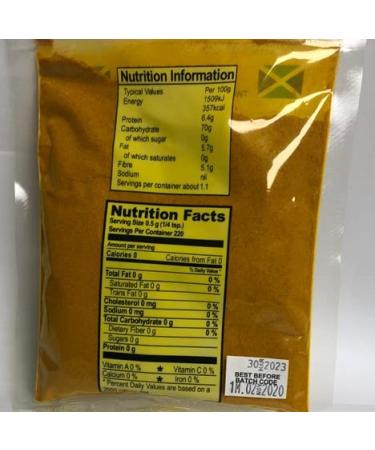 Nutrition Information
Typical Values Per 100g
Energy 1509kJ
357kcal
Protein 6.4g
Carbohydrate 70g
of which sugar 0g
Fat 5.7g
of which saturates 0g
Fibre 5.1g
Sodium nil
Servings per container about 1.1
Nutrition Facts
Serving Size 0.5 g (1/4 tsp.)
Servings Per Container 220
Amount per serving
Calories 0 Calories from Fat 0
% Daily Value *
Total Fat 0 g 0 %
Saturated Fat 0 g 0 %
Trans Fat 0 g
Cholesterol 0 mg 0 %
Sodium 0 mg 0 %
Total Carbohydrate 0 g 0 %
Dietary Fiber 0 g 0 %
Sugars 0 g
Protein 0 g
Vitamin A 0 % * Vitamin C 0 %
Calcium 0 % * Iron 0 %
* Percent Daily Values are based on a
2023
BEST BEFORE
BATCH CODE
2020